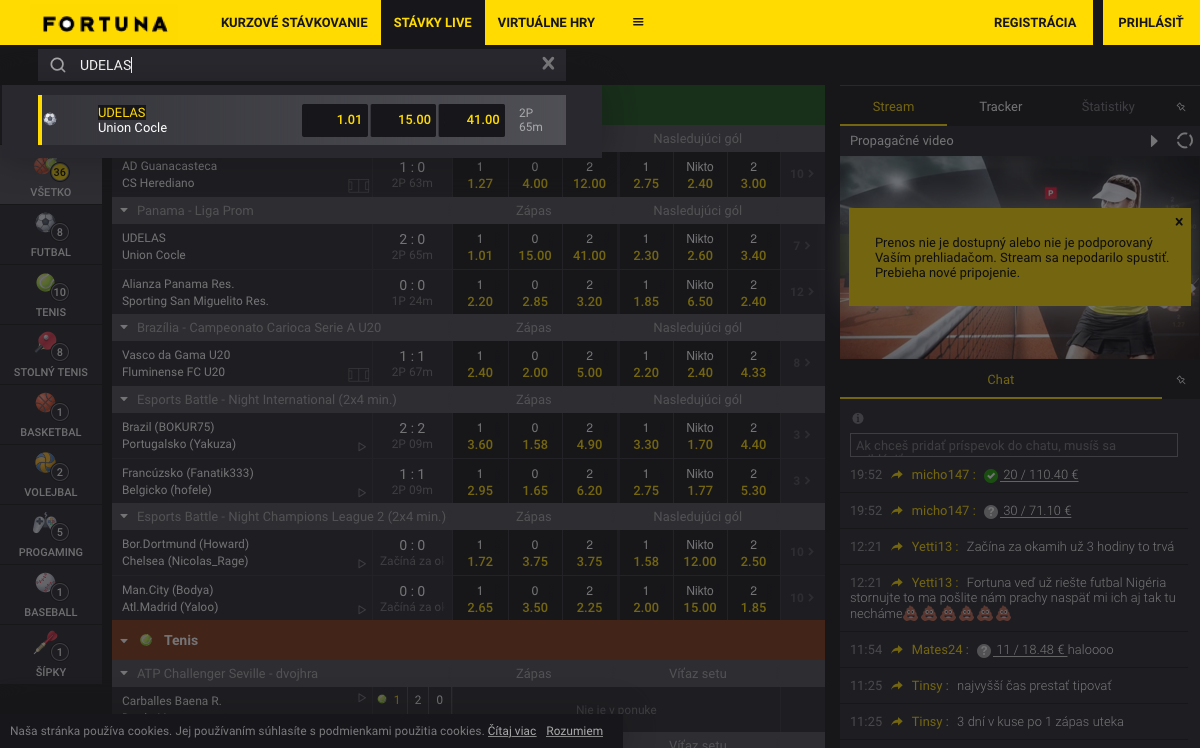 FORTUNA
KURZOVÉ STÁVKOVANIE
STÁVKY LIVE
VIRTUÁLNE HRY
REGISTRÁCIA
PRIHLÁSIŤ
UDELAS
UDELAS
Union Cocle
1.01 15.00 41.00
2P
65m
Nasledujúci gól
36
VŠETKO
8
FUTBAL
10
TENIS
8
STOLNÝ TENIS
1
BASKETBAL
2
VOLEJBAL
5
PROGAMING
1
BASEBALL
1
ŠÍPKY
AD Guanacasteca 1 : 0 1 0 2 1 Nikto 2
CS Herediano 2P 63m 1.27 4.00 12.00 2.75 2.40 3.00 10
Panama - Liga Prom Zápas Nasledujúci gól
UDELAS 2 : 0 1 0 2 1 Nikto 2
Union Cocle 2P 65m 1.01 15.00 41.00 2.30 2.60 3.40 7
Alianza Panama Res. 0 : 0 1 0 2 1 Nikto 2
Sporting San Miguelito Res. 1P 24m 2.20 2.85 3.20 1.85 6.50 2.40 12
Brazília - Campeonato Carioca Serie A U20 Zápas Nasledujúci gól
Vasco da Gama U20 1 : 1 1 0 2 1 Nikto 2
Fluminense FC U20 2P 67m 2.40 2.00 5.00 2.20 2.40 4.33 8
Esports Battle - Night International (2x4 min.) Zápas Nasledujúci gól
Brazil (BOKUR75) 2 : 2 1 0 2 1 Nikto 2
Portugalsko (Yakuza) 2P 09m 3.60 1.58 4.90 3.30 1.70 4.40 3
Francúzsko (Fanatik333) 1 : 1 1 0 2 1 Nikto 2
Belgicko (hofele) 2P 09m 2.95 1.65 6.20 2.75 1.77 5.30 3
Esports Battle - Night Champions League 2 (2x4 min.) Zápas Nasledujúci gól
Bor.Dortmund (Howard) 0 : 0 1 0 2 1 Nikto 2
Chelsea (Nicolas_Rage) Začína za o 1.72 3.75 3.75 1.58 12.00 2.50 10
Man.City (Bodya) 0 : 0 1 0 2 1 Nikto 2
Atl.Madrid (Yaloo) Začína za o 2.65 3.50 2.25 2.00 15.00 1.85 10
Tenis
ATP Challenger Seville - dvojhra Zápas Víťaz setu
Carballes Baena R. 1 2 0
Nie je v ponuke
Víťaz setu
Stream Tracker Štatistiky
Propagačné video
P
Prenos nie je dostupný alebo nie je podporovaný
Vaším prehliadačom. Stream sa nepodarilo spustiť.
Prebieha nové pripojenie.
Chat
Ak chceš pridať príspevok do chatu, musíš sa
19:52 micho147 : 20 / 110.40 €
19:52 micho147 : ? 30 / 71.10 €
12:21 Yetti13 : Začína za okamih už 3 hodiny to trvá
12:21 Yetti13 : Fortuna veď už riešte futbal Nigéria
stornujte to ma pošlite nám prachy naspäť mi ich aj tak tu
necháme💩💩💩💩💩💩
11:54 Mates24 : ? 11 / 18.48 € haloooo
11:25 Tinsy : najvyšší čas prestať tipovať
11:25 Tinsy : 3 dní v kuse po 1 zápas uteka
Naša stránka používa cookies. Jej používaním súhlasíte s podmienkami použitia cookies. Čítaj viac Rozumiem